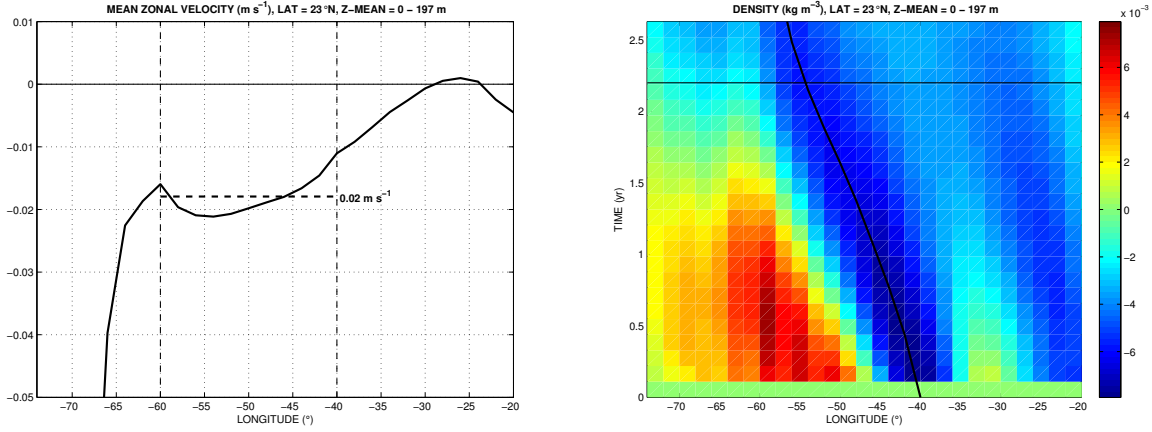 MEAN ZONAL VELOCITY (m s⁻¹), LAT = 23°N, Z−MEAN = 0 − 197 m
0.01
0
−0.01
−0.02
−0.03
−0.04
−0.05
0.02 m s⁻¹
−70 −65 −60 −55 −50 −45 −40 −35 −30 −25 −20
LONGITUDE (°)
DENSITY (kg m⁻³), LAT = 23°N, Z−MEAN = 0 − 197 m
2.5
2
1.5
1
0.5
0
TIME (yr)
−70 −65 −60 −55 −50 −45 −40 −35 −30 −25 −20
LONGITUDE (°)
x 10⁻³
6
4
2
0
−2
−4
−6